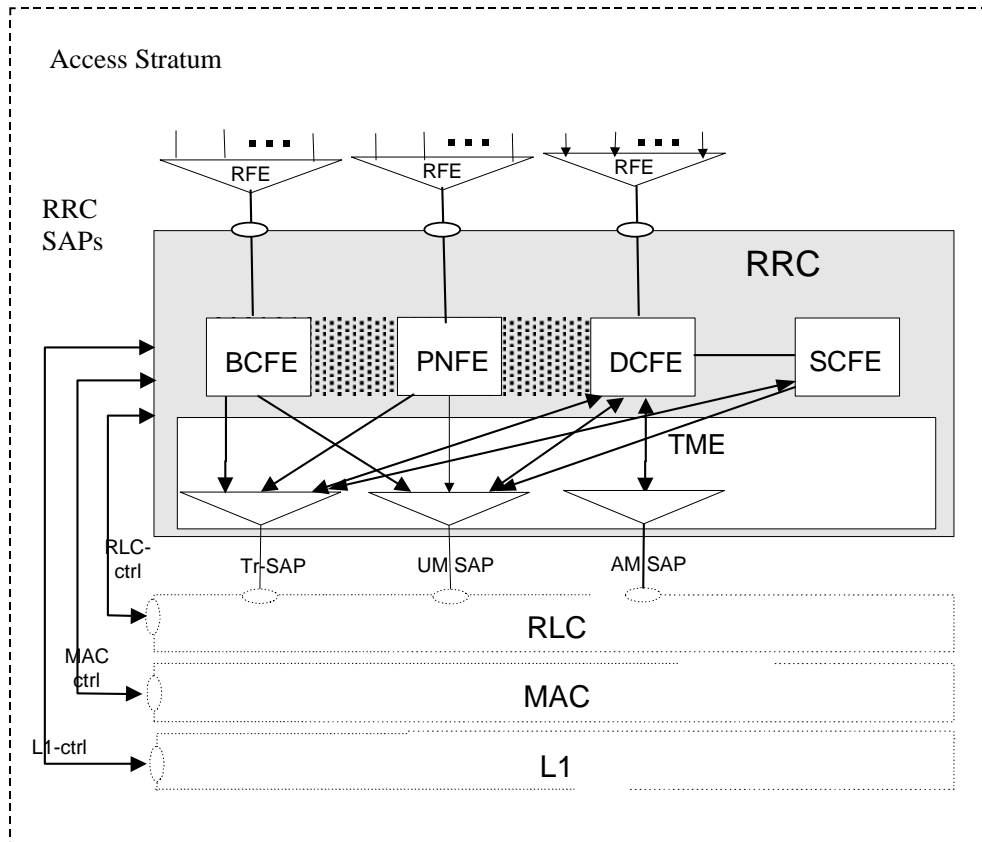 Access Stratum
RFE
RFE
RFE
RRC
SAPs
RRC
BCFE
PNFE
DCFE
SCFE
TME
RLC-
ctrl
Tr-SAP
UM SAP
AM SAP
RLC
MAC
ctrl
MAC
L1-ctrl
L1